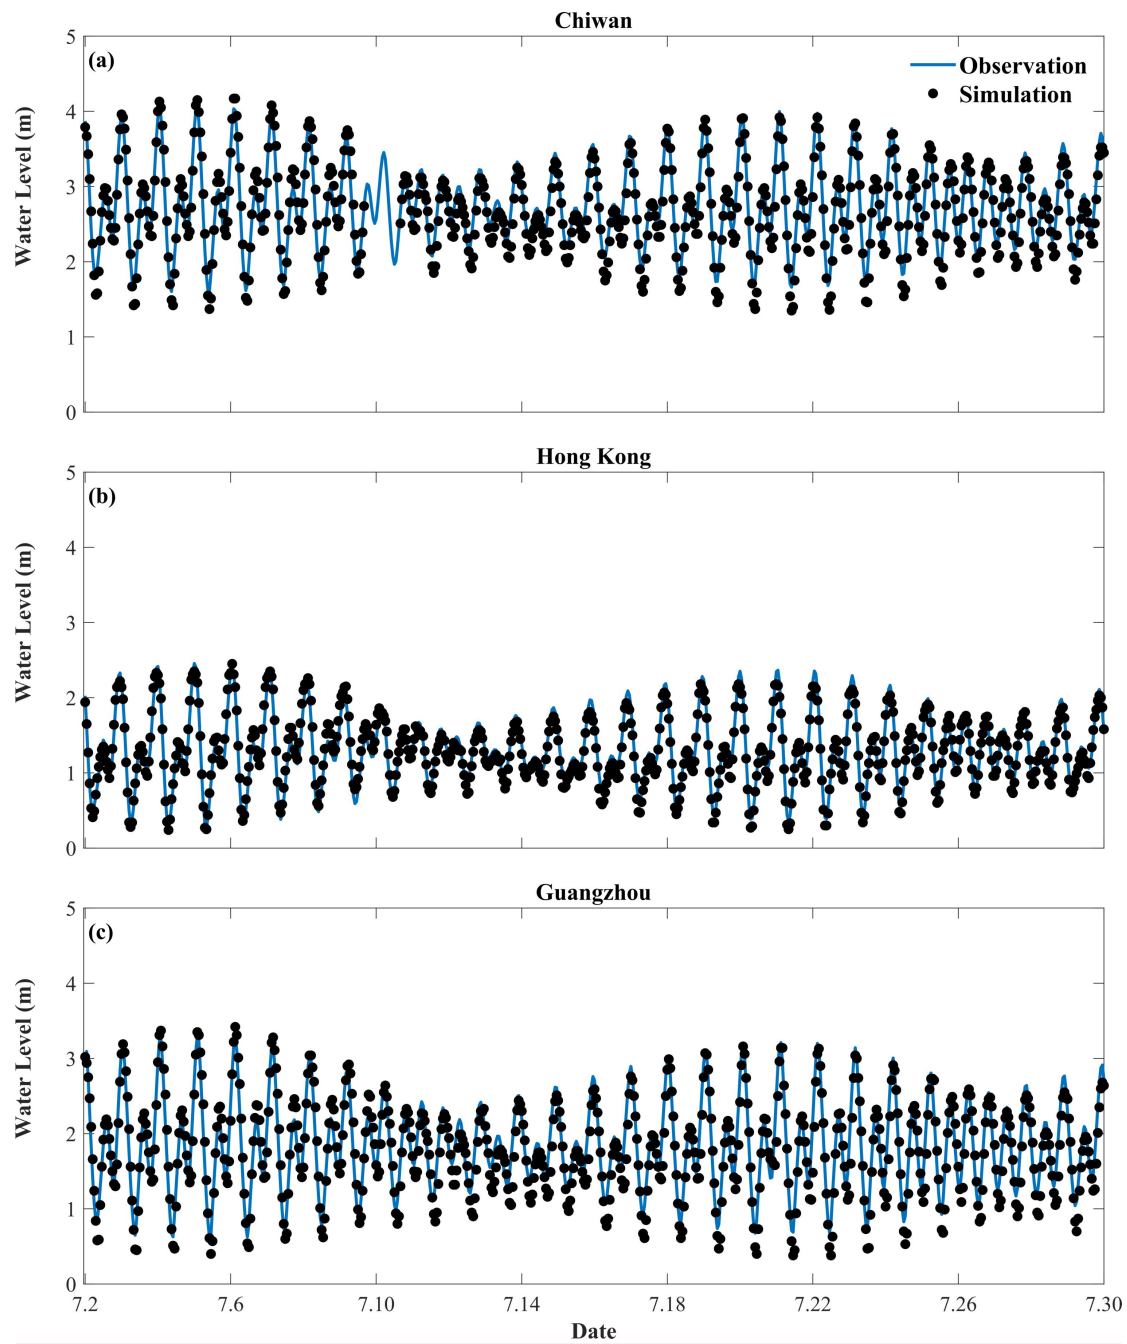 Chiwan
(a)
5
4
3
2
1
0
Water Level (m)
Observation
Simulation
Hong Kong
(b)
5
4
3
2
1
0
Water Level (m)
Guangzhou
(c)
5
4
3
2
1
0
Water Level (m)
7.2 7.6 7.10 7.14 7.18 7.22 7.26 7.30
Date